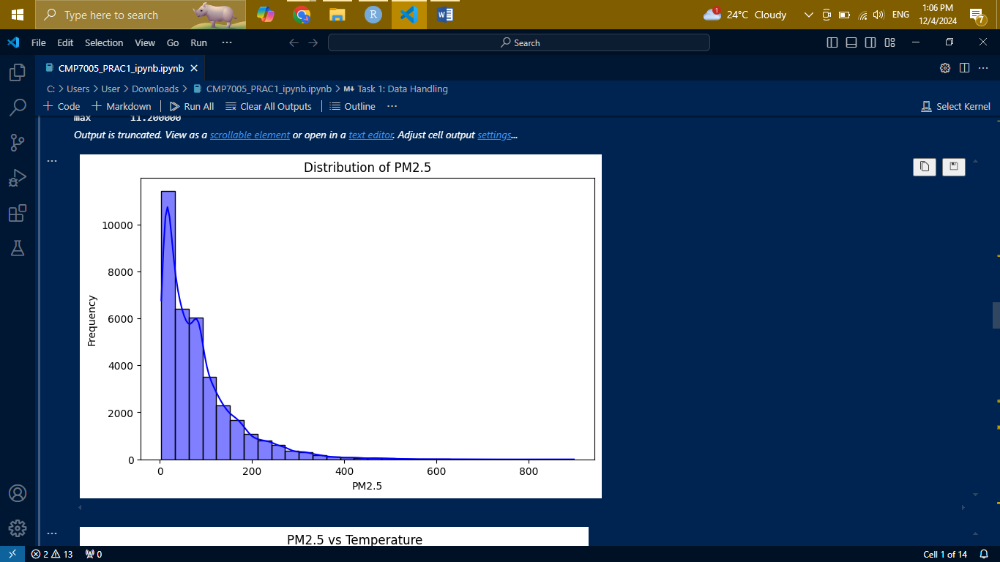 Type here to search
1
24°C Cloudy
ENG
1:06 PM
12/4/2024
7
File Edit Selection View Go Run ···
Search
CMP7005_PRAC1_ipynb.ipynb
C: > Users > User > Downloads > CMP7005_PRAC1_ipynb.ipynb > M↓ Task 1: Data Handling
+ Code + Markdown Run All Clear All Outputs Outline ··· Select Kernel
max 11.200000
Output is truncated. View as a scrollable element or open in a text editor. Adjust cell output settings...
Distribution of PM2.5
10000
8000
6000
4000
2000
0
Frequency
0 200 400 600 800
PM2.5
PM2.5 vs Temperature
2 13 0 Cell 1 of 14